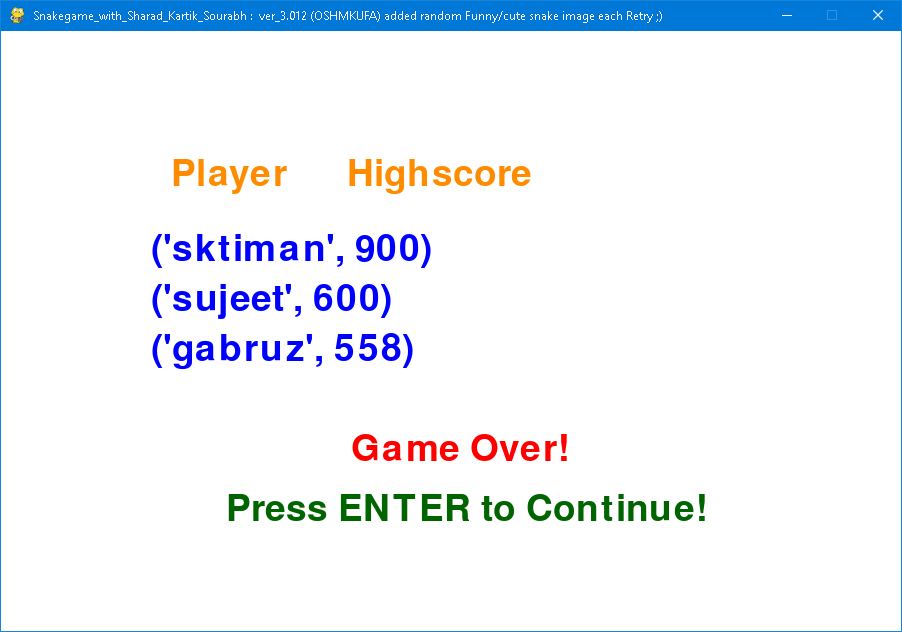 Snakegame_with_Sharad_Kartik_Sourabh : ver_3.012 (OSHMKUFA) added random Funny/cute snake image each Retry ;)
Player Highscore
('sktiman', 900)
('sujeet', 600)
('gabruz', 558)
Game Over!
Press ENTER to Continue!